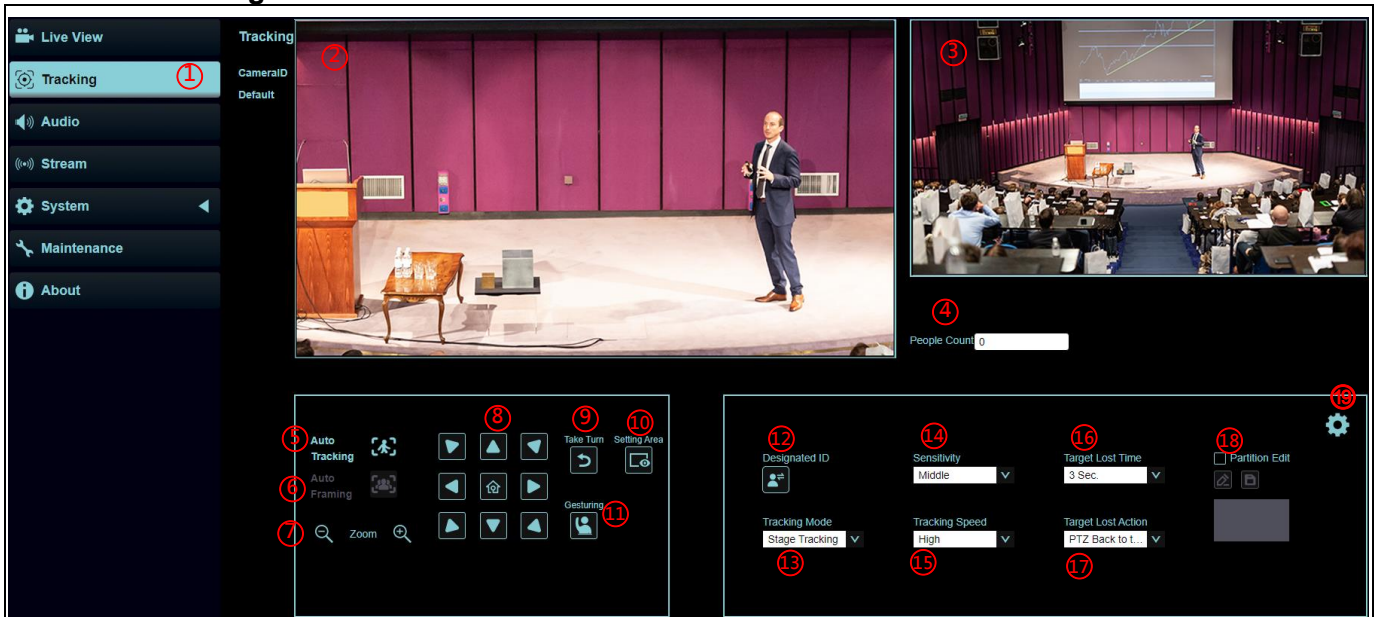 Live View
Tracking
①
Audio
Stream
System
Maintenance
About
Tracking
CameraID
Default
②
③
④
People Count 0
⑤ Auto
Tracking
⑥ Auto
Framing
⑦ Zoom
⑧
⑨
Take Turn
⑩
Setting Area
Gesturing
⑪
⑫
Designated ID
⑭
Sensitivity
Middle
⑯
Target Lost Time
3 Sec.
⑱
Partition Edit
Tracking Mode
Stage Tracking
⑬
Tracking Speed
High
⑮
Target Lost Action
PTZ Back to t...
⑰